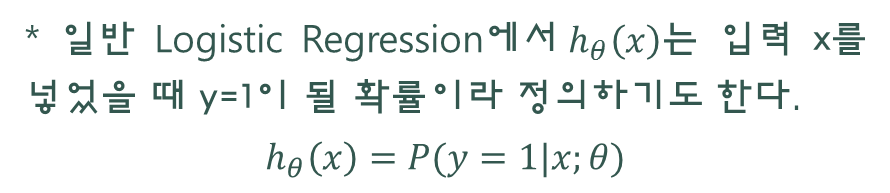 * 일반 Logistic Regression에서 h_θ(x)는 입력 x를
넣었을 때 y=1이 될 확률이라 정의하기도 한다.
h_θ(x) = P(y = 1|x; θ)